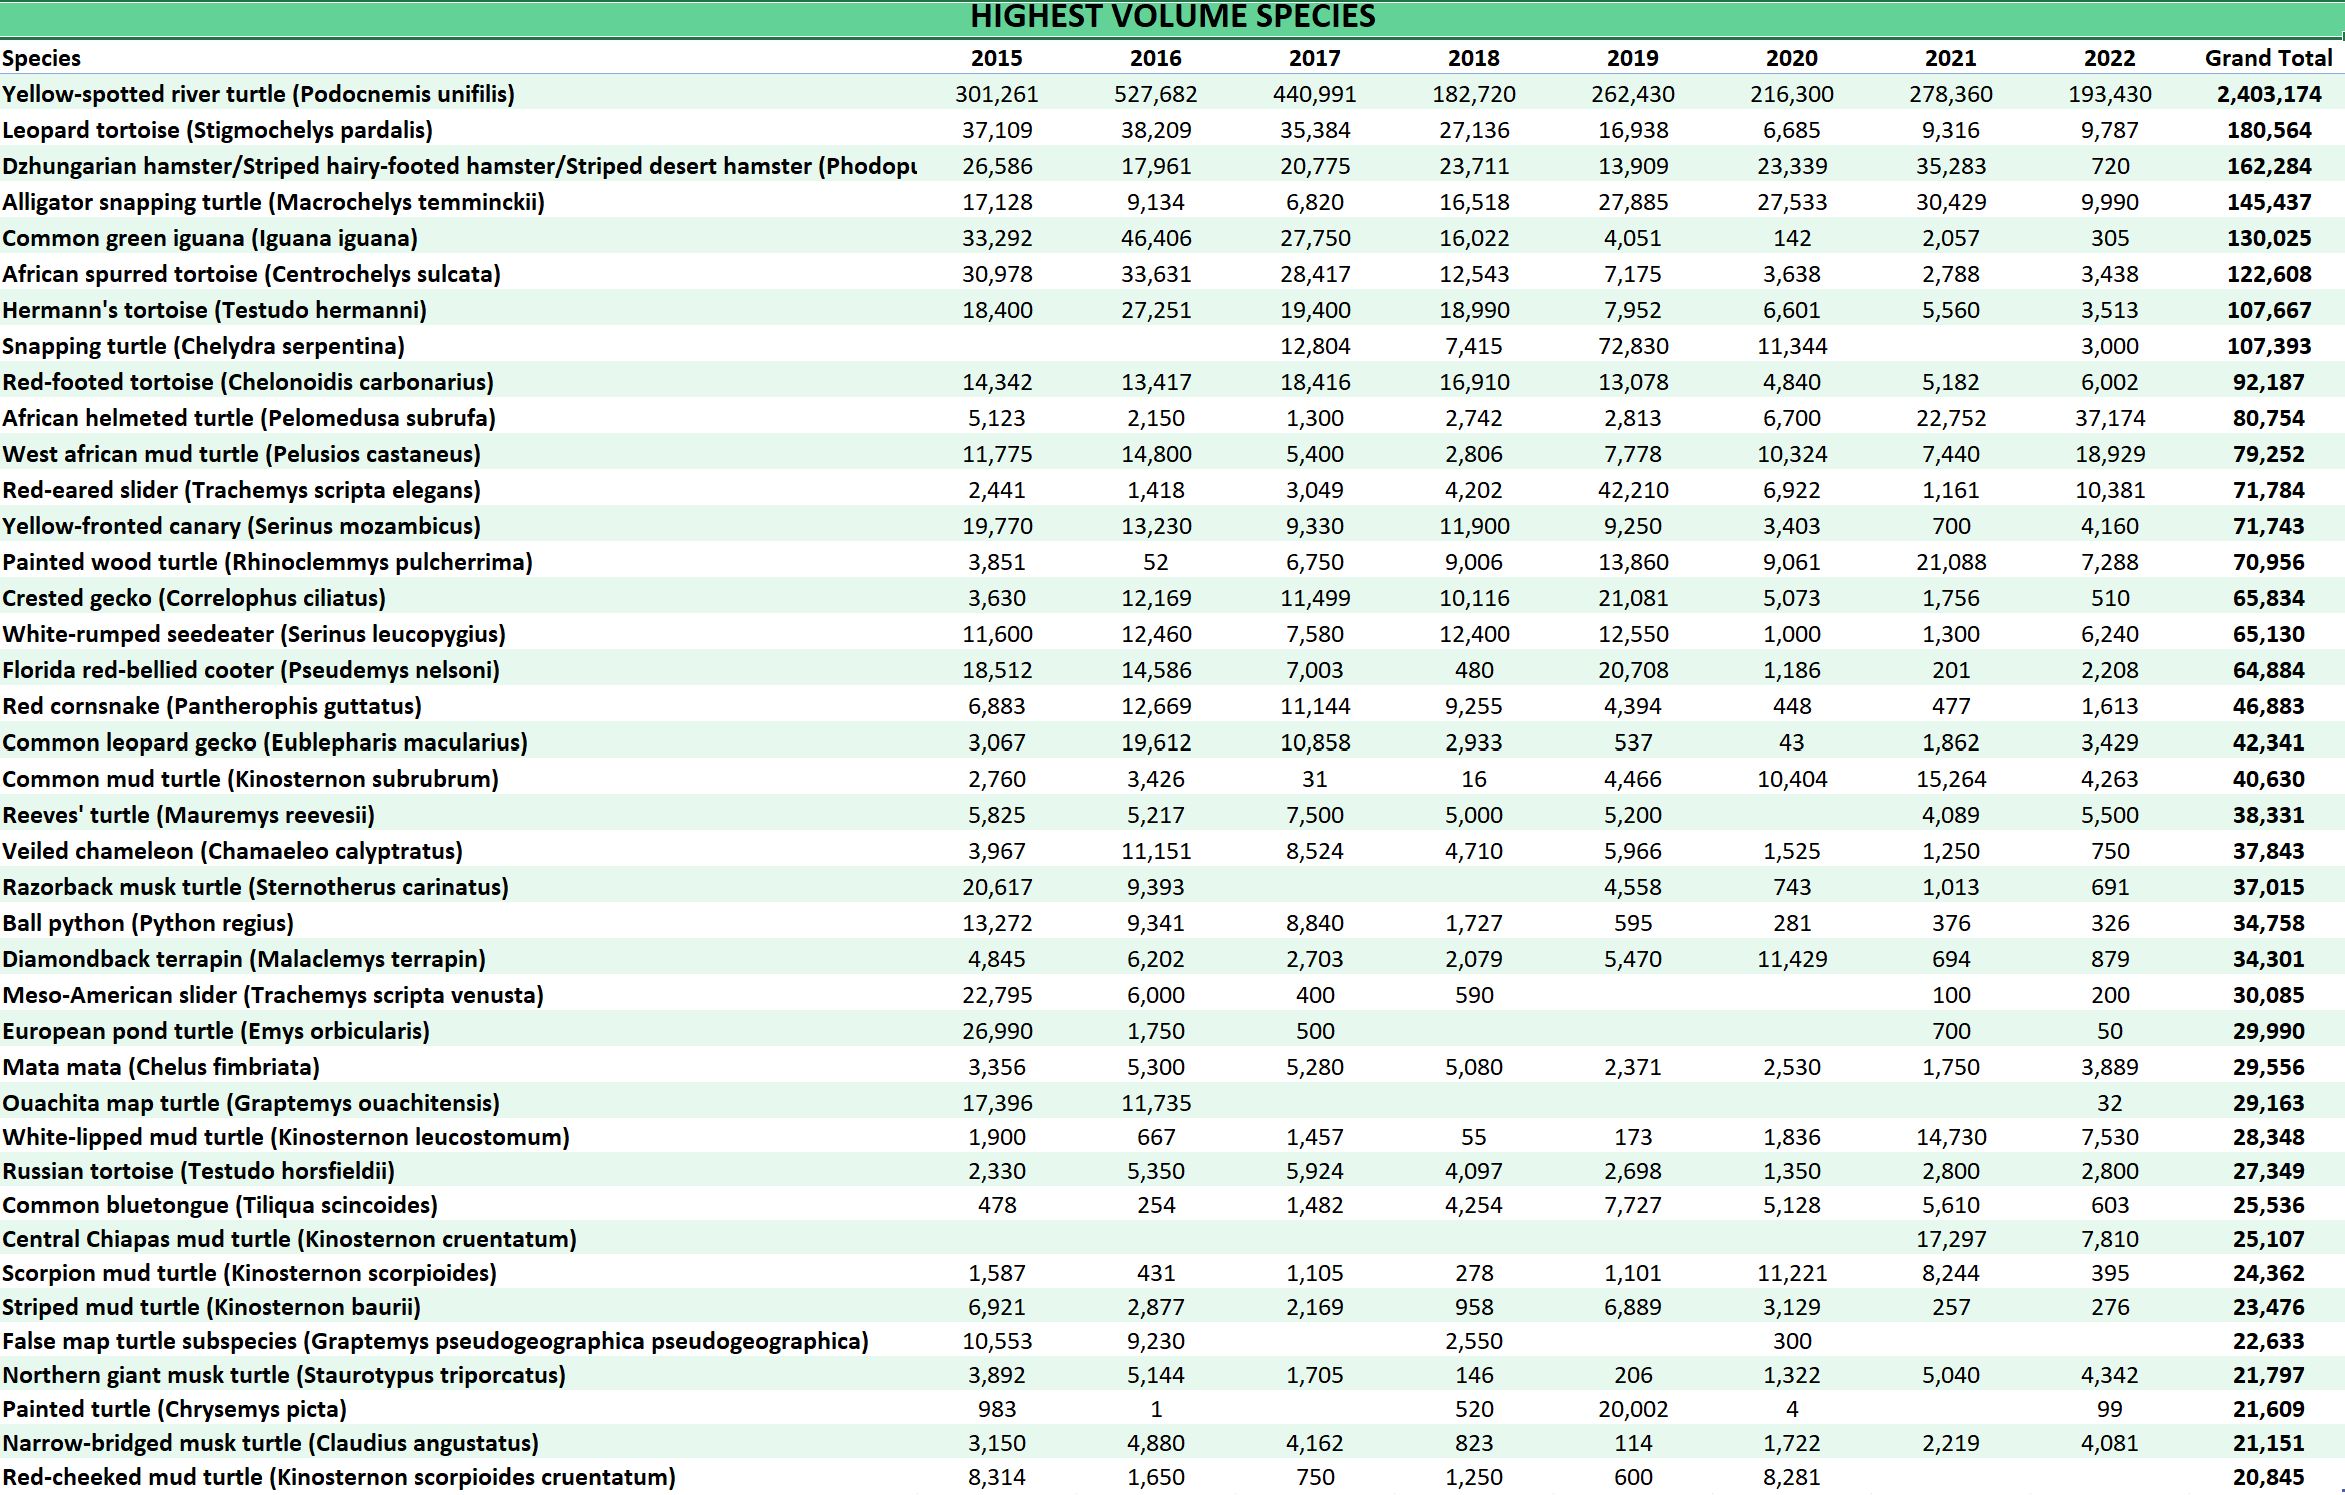 HIGHEST VOLUME SPECIES
Species 2015 2016 2017 2018 2019 2020 2021 2022 Grand Total
Yellow-spotted river turtle (Podocnemis unifilis) 301,261 527,682 440,991 182,720 262,430 216,300 278,360 193,430 2,403,174
Leopard tortoise (Stigmochelys pardalis) 37,109 38,209 35,384 27,136 16,938 6,685 9,316 9,787 180,564
Dzhungarian hamster/Striped hairy-footed hamster/Striped desert hamster (Phodopu 26,586 17,961 20,775 23,711 13,909 23,339 35,283 720 162,284
Alligator snapping turtle (Macrochelys temminckii) 17,128 9,134 6,820 16,518 27,885 27,533 30,429 9,990 145,437
Common green iguana (Iguana iguana) 33,292 46,406 27,750 16,022 4,051 142 2,057 305 130,025
African spurred tortoise (Centrochelys sulcata) 30,978 33,631 28,417 12,543 7,175 3,638 2,788 3,438 122,608
Hermann's tortoise (Testudo hermanni) 18,400 27,251 19,400 18,990 7,952 6,601 5,560 3,513 107,667
Snapping turtle (Chelydra serpentina) 12,804 7,415 72,830 11,344 3,000 107,393
Red-footed tortoise (Chelonoidis carbonarius) 14,342 13,417 18,416 16,910 13,078 4,840 5,182 6,002 92,187
African helmeted turtle (Pelomedusa subrufa) 5,123 2,150 1,300 2,742 2,813 6,700 22,752 37,174 80,754
West african mud turtle (Pelusios castaneus) 11,775 14,800 5,400 2,806 7,778 10,324 7,440 18,929 79,252
Red-eared slider (Trachemys scripta elegans) 2,441 1,418 3,049 4,202 42,210 6,922 1,161 10,381 71,784
Yellow-fronted canary (Serinus mozambicus) 19,770 13,230 9,330 11,900 9,250 3,403 700 4,160 71,743
Painted wood turtle (Rhinoclemmys pulcherrima) 3,851 52 6,750 9,006 13,860 9,061 21,088 7,288 70,956
Crested gecko (Correlophus ciliatus) 3,630 12,169 11,499 10,116 21,081 5,073 1,756 510 65,834
White-rumped seedeater (Serinus leucopygius) 11,600 12,460 7,580 12,400 12,550 1,000 1,300 6,240 65,130
Florida red-bellied cooter (Pseudemys nelsoni) 18,512 14,586 7,003 480 20,708 1,186 201 2,208 64,884
Red cornsnake (Pantherophis guttatus) 6,883 12,669 11,144 9,255 4,394 448 477 1,613 46,883
Common leopard gecko (Eublepharis macularius) 3,067 19,612 10,858 2,933 537 43 1,862 3,429 42,341
Common mud turtle (Kinosternon subrubrum) 2,760 3,426 31 16 4,466 10,404 15,264 4,263 40,630
Reeves' turtle (Mauremys reevesii) 5,825 5,217 7,500 5,000 5,200 4,089 5,500 38,331
Veiled chameleon (Chamaeleo calyptratus) 3,967 11,151 8,524 4,710 5,966 1,525 1,250 750 37,843
Razorback musk turtle (Sternotherus carinatus) 20,617 9,393 4,558 743 1,013 691 37,015
Ball python (Python regius) 13,272 9,341 8,840 1,727 595 281 376 326 34,758
Diamondback terrapin (Malaclemys terrapin) 4,845 6,202 2,703 2,079 5,470 11,429 694 879 34,301
Meso-American slider (Trachemys scripta venusta) 22,795 6,000 400 590 100 200 30,085
European pond turtle (Emys orbicularis) 26,990 1,750 500 700 50 29,990
Mata mata (Chelus fimbriata) 3,356 5,300 5,280 5,080 2,371 2,530 1,750 3,889 29,556
Ouachita map turtle (Graptemys ouachitensis) 17,396 11,735 32 29,163
White-lipped mud turtle (Kinosternon leucostomum) 1,900 667 1,457 55 173 1,836 14,730 7,530 28,348
Russian tortoise (Testudo horsfieldii) 2,330 5,350 5,924 4,097 2,698 1,350 2,800 2,800 27,349
Common bluetongue (Tiliqua scincoides) 478 254 1,482 4,254 7,727 5,128 5,610 603 25,536
Central Chiapas mud turtle (Kinosternon cruentatum) 17,297 7,810 25,107
Scorpion mud turtle (Kinosternon scorpioides) 1,587 431 1,105 278 1,101 11,221 8,244 395 24,362
Striped mud turtle (Kinosternon baurii) 6,921 2,877 2,169 958 6,889 3,129 257 276 23,476
False map turtle subspecies (Graptemys pseudogeographica pseudogeographica) 10,553 9,230 2,550 300 22,633
Northern giant musk turtle (Staurotypus triporcatus) 3,892 5,144 1,705 146 206 1,322 5,040 4,342 21,797
Painted turtle (Chrysemys picta) 983 1 520 20,002 4 99 21,609
Narrow-bridged musk turtle (Claudius angustatus) 3,150 4,880 4,162 823 114 1,722 2,219 4,081 21,151
Red-cheeked mud turtle (Kinosternon scorpioides cruentatum) 8,314 1,650 750 1,250 600 8,281 20,845